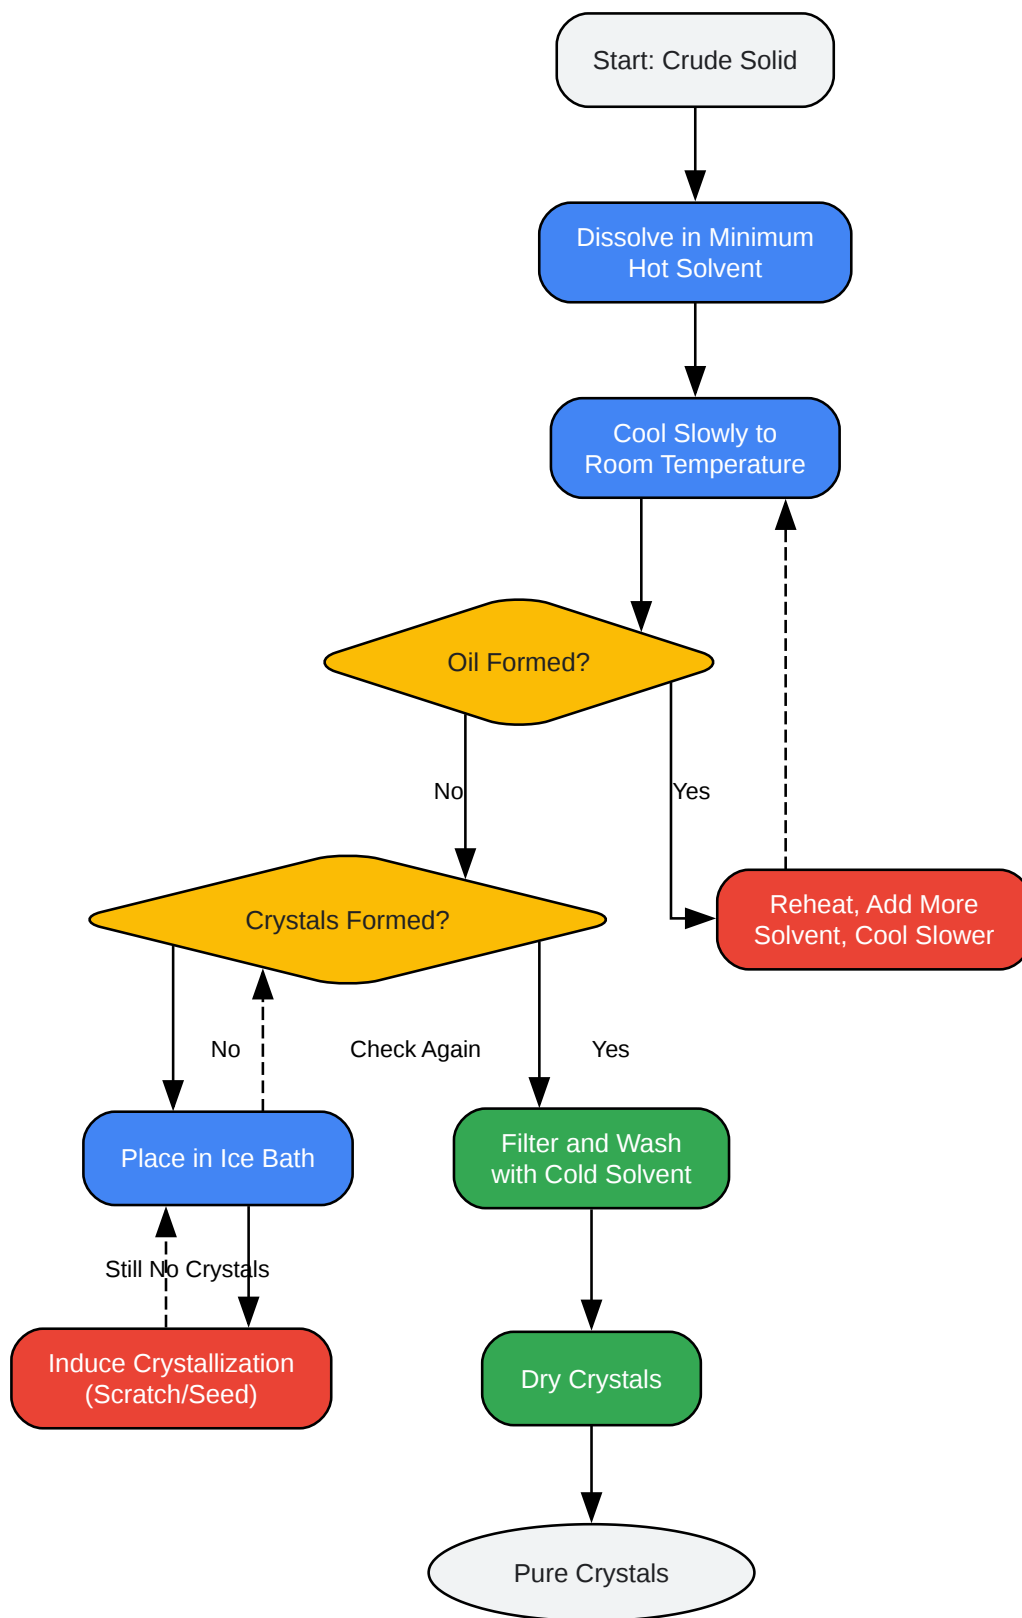 Start: Crude Solid
Dissolve in Minimum
Hot Solvent
Cool Slowly to
Room Temperature
Oil Formed?
No
Yes
Reheat, Add More
Solvent, Cool Slower
Crystals Formed?
No
Check Again
Yes
Place in Ice Bath
Filter and Wash
with Cold Solvent
Still No Crystals
Induce Crystallization
(Scratch/Seed)
Dry Crystals
Pure Crystals